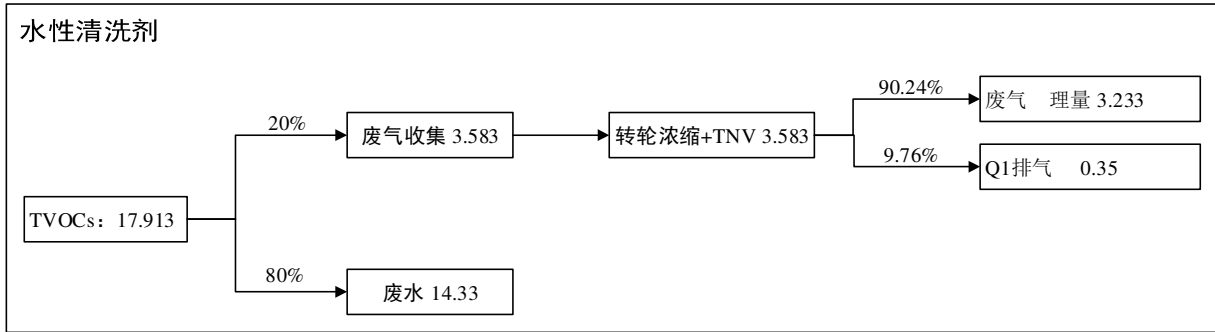 水性清洗剂
90.24%
废气 理量 3.233
20%
废气收集 3.583
转轮浓缩+TNV 3.583
9.76%
Q1排气 0.35
TVOCs：17.913
80%
废水 14.33